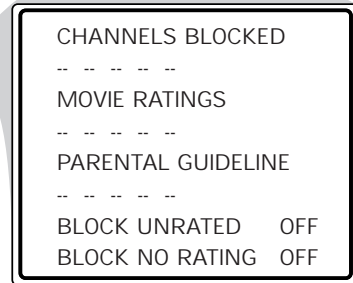 CHANNELS BLOCKED
-- -- -- -- --
MOVIE RATINGS
-- -- -- -- --
PARENTAL GUIDELINE
-- -- -- -- --
BLOCK UNRATED OFF
BLOCK NO RATING OFF